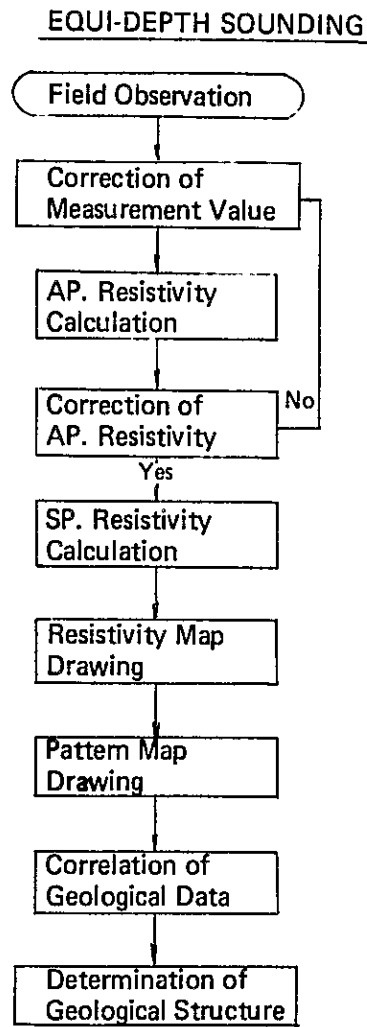 EQUI-DEPTH SOUNDING
Field Observation
Correction of
Measurement Value
AP. Resistivity
Calculation
Correction of
AP. Resistivity
No
Yes
SP. Resistivity
Calculation
Resistivity Map
Drawing
Pattern Map
Drawing
Correlation of
Geological Data
Determination of
Geological Structure